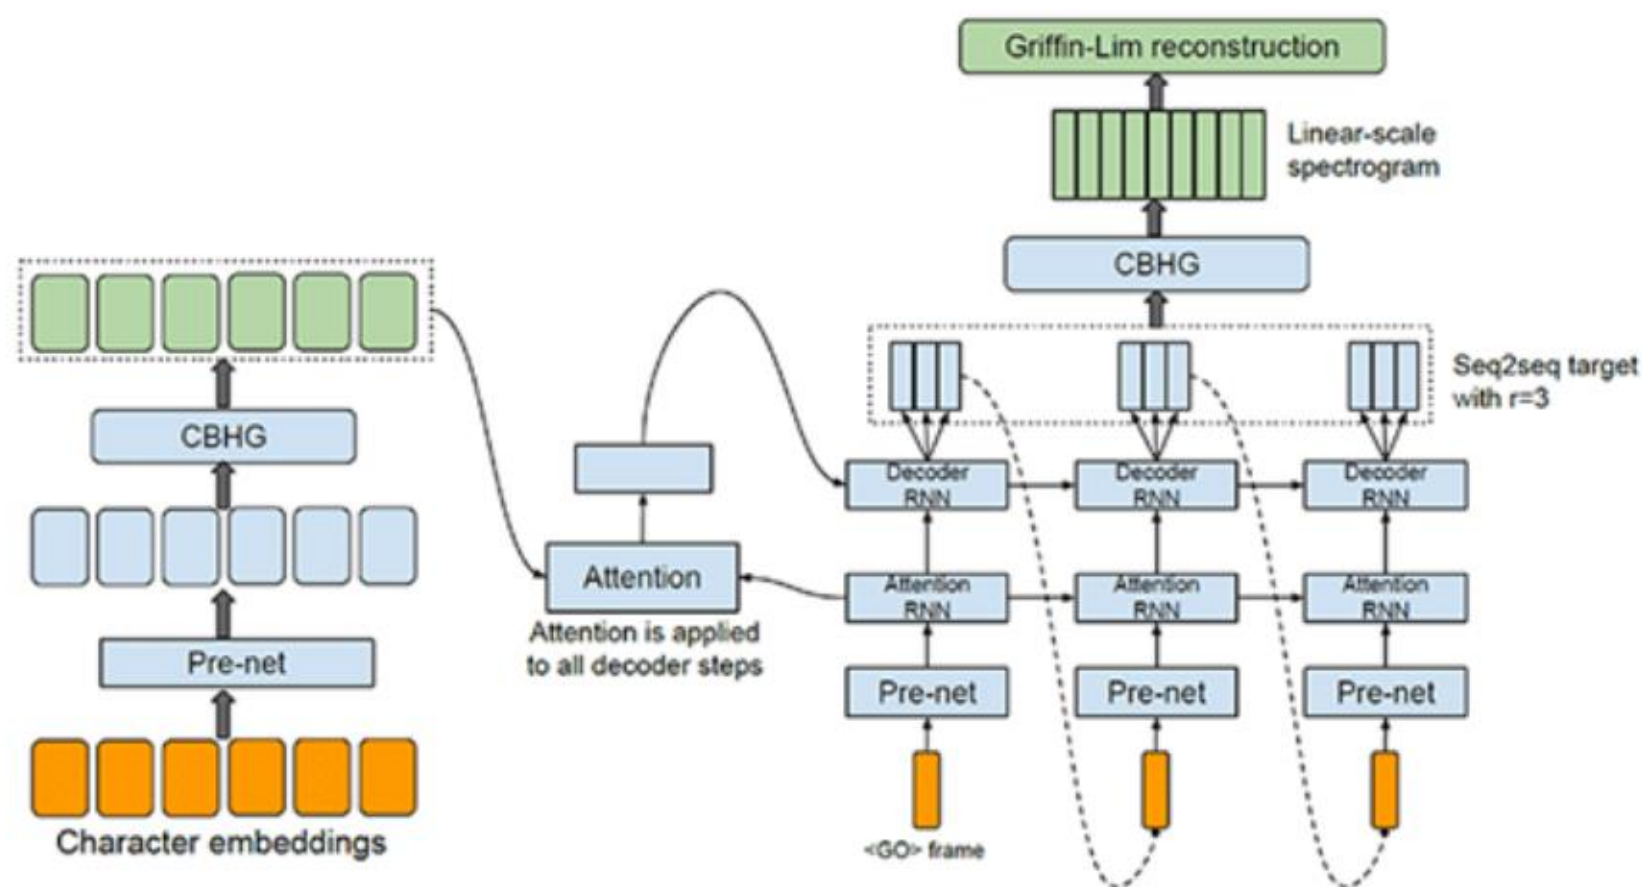 Griffin-Lim reconstruction
Linear-scale
spectrogram
CBHG
Seq2seq target
with r=3
CBHG
Decoder
RNN
Decoder
RNN
Decoder
RNN
Attention
Attention is applied
to all decoder steps
Attention
RNN
Attention
RNN
Attention
RNN
Pre-net
Pre-net
Pre-net
Pre-net
Character embeddings
<GO> frame